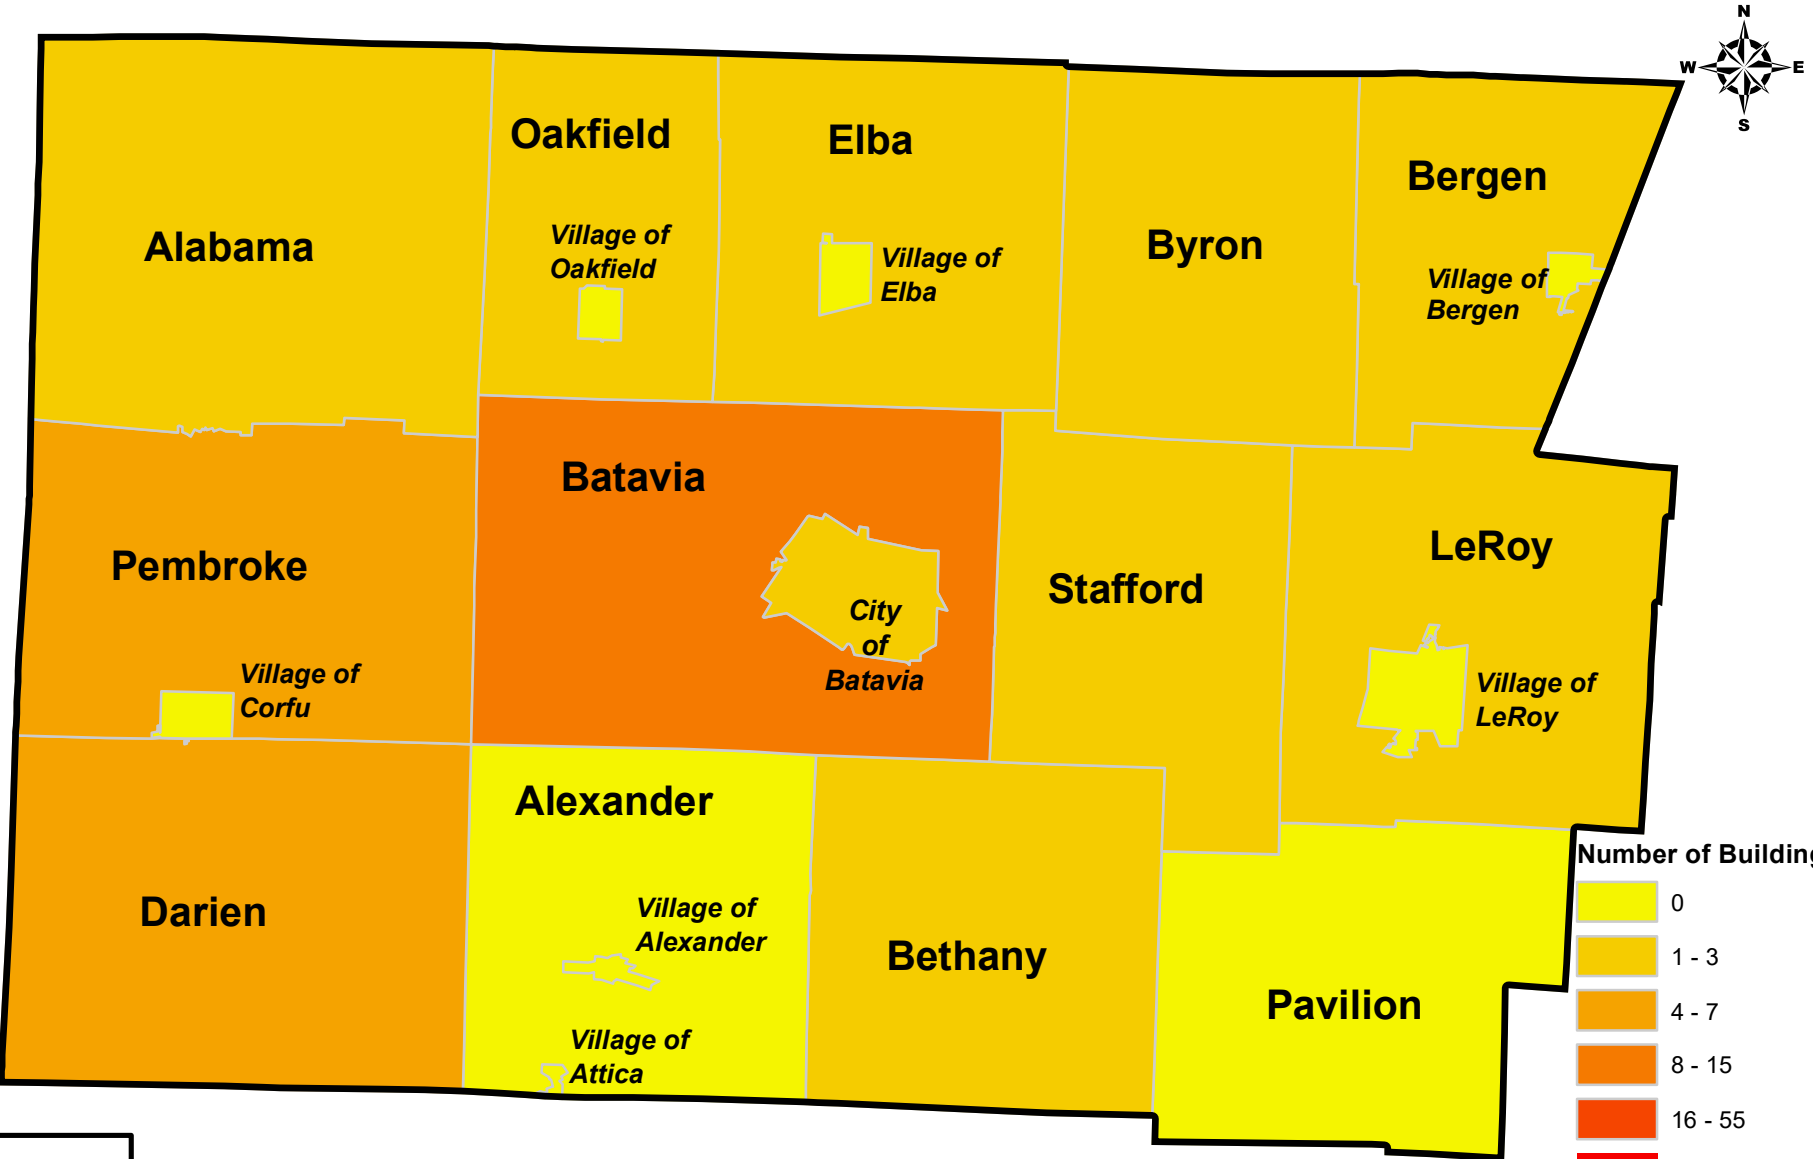 N
W
E
S
Oakfield
Elba
Bergen
Alabama
Byron
Village of
Oakfield
Village of
Elba
Village of
Bergen
Batavia
Pembroke
LeRoy
Stafford
City
of
Batavia
Village of
Corfu
Village of
LeRoy
Alexander
Darien
Village of
Alexander
Bethany
Pavilion
Village of
Attica
Number of Building
0
1 - 3
4 - 7
8 - 15
16 - 55